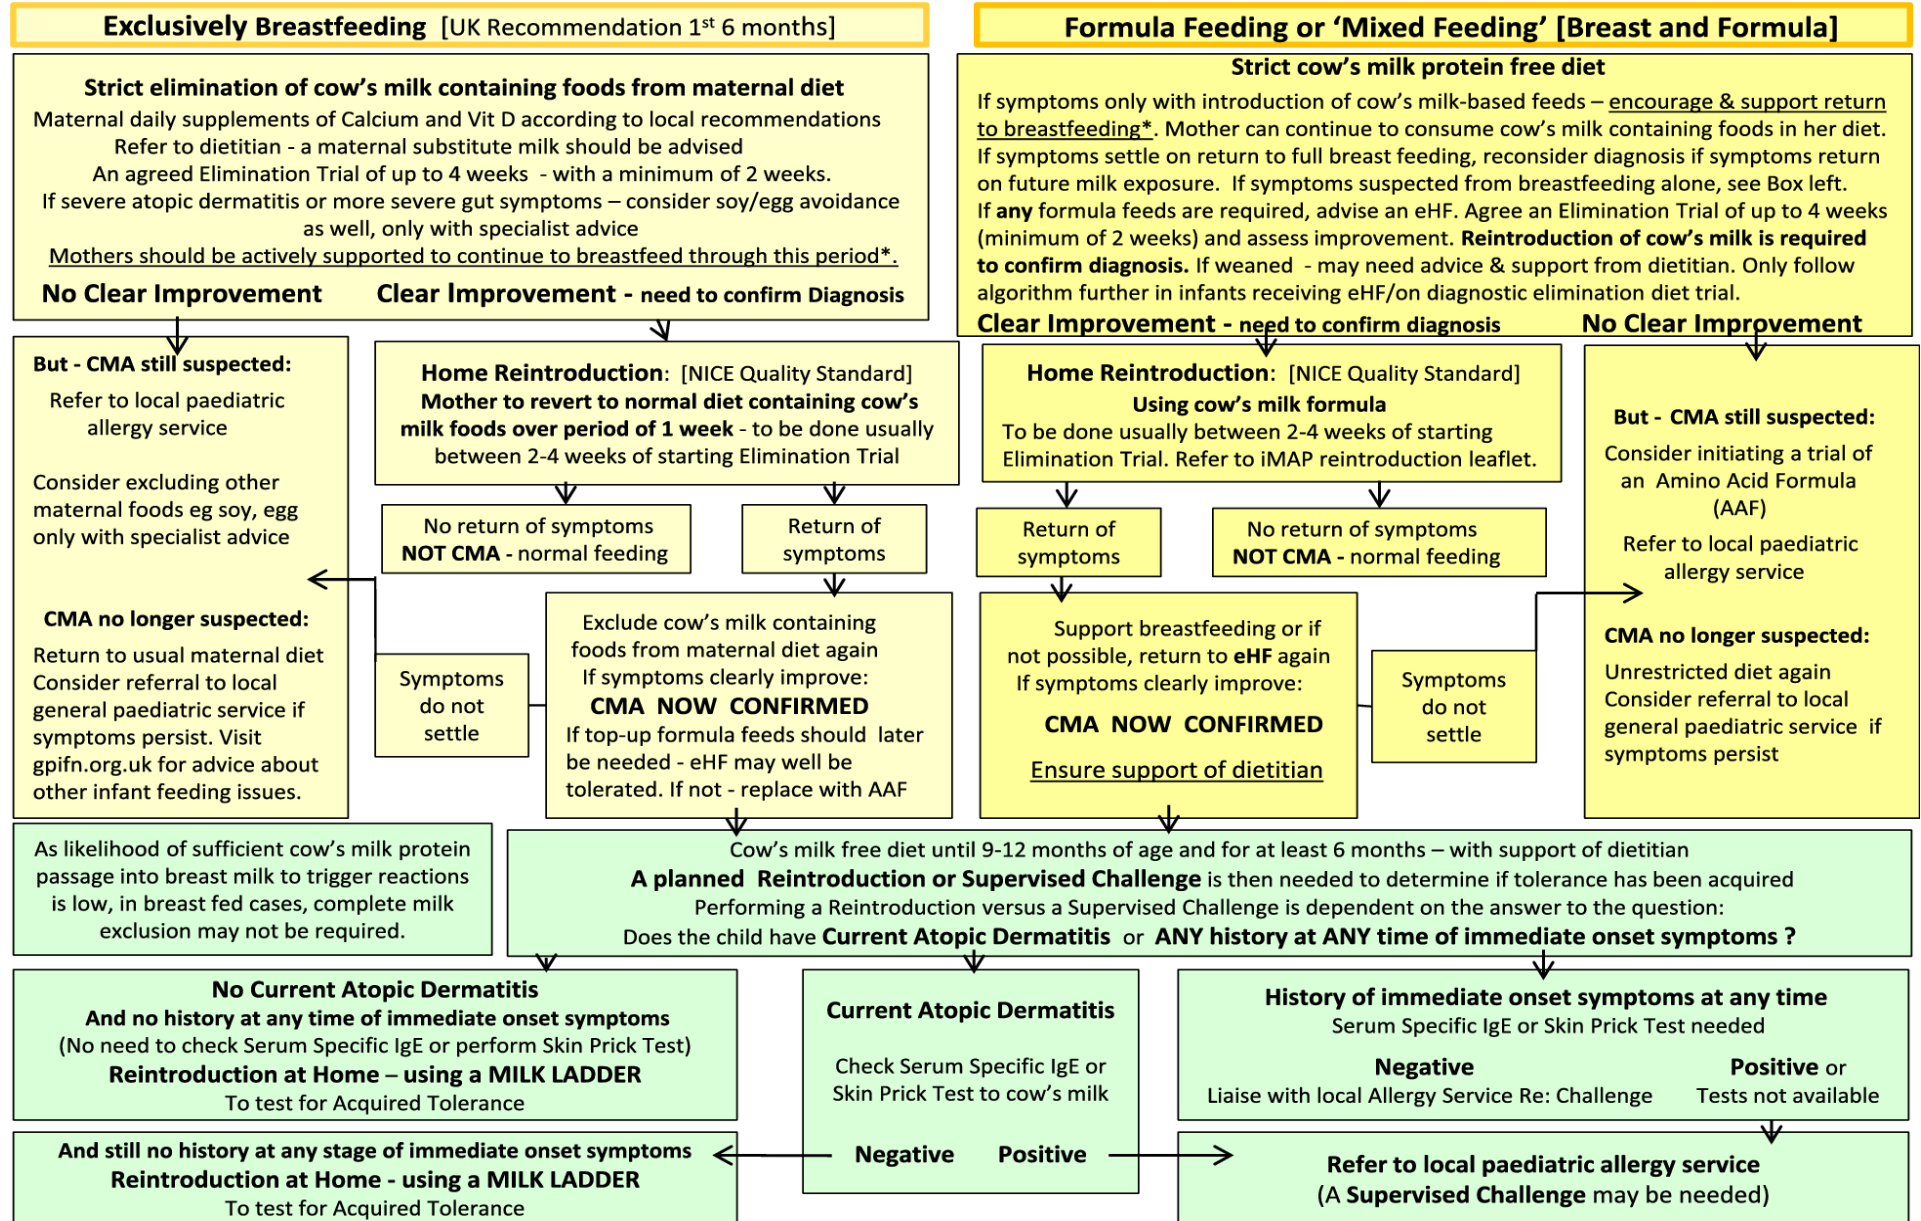 Exclusively Breastfeeding [UK Recommendation 1st 6 months]
Strict elimination of cow's milk containing foods from maternal diet
Maternal daily supplements of Calcium and Vit D according to local recommendations
Refer to dietitian - a maternal substitute milk should be advised
An agreed Elimination Trial of up to 4 weeks - with a minimum of 2 weeks.
If severe atopic dermatitis or more severe gut symptoms – consider soy/egg avoidance
as well, only with specialist advice
Mothers should be actively supported to continue to breastfeed through this period*.
No Clear Improvement
Clear Improvement - need to confirm Diagnosis
Formula Feeding or 'Mixed Feeding' [Breast and Formula]
Strict cow's milk protein free diet
If symptoms only with introduction of cow's milk-based feeds – encourage & support return
to breastfeeding*. Mother can continue to consume cow's milk containing foods in her diet.
If symptoms settle on return to full breast feeding, reconsider diagnosis if symptoms return
on future milk exposure. If symptoms suspected from breastfeeding alone, see Box left.
If any formula feeds are required, advise an eHF. Agree an Elimination Trial of up to 4 weeks
(minimum of 2 weeks) and assess improvement. Reintroduction of cow's milk is required
to confirm diagnosis. If weaned - may need advice & support from dietitian. Only follow
algorithm further in infants receiving eHF/on diagnostic elimination diet trial.
Clear Improvement - need to confirm diagnosis
No Clear Improvement
But - CMA still suspected:
Refer to local paediatric
allergy service
Consider excluding other
maternal foods eg soy, egg
only with specialist advice
CMA no longer suspected:
Return to usual maternal diet
Consider referral to local
general paediatric service if
symptoms persist. Visit
gpifn.org.uk for advice about
other infant feeding issues.
Home Reintroduction: [NICE Quality Standard]
Mother to revert to normal diet containing cow's
milk foods over period of 1 week - to be done usually
between 2-4 weeks of starting Elimination Trial
No return of symptoms
NOT CMA - normal feeding
Return of
symptoms
Symptoms
do not
settle
Exclude cow's milk containing
foods from maternal diet again
If symptoms clearly improve:
CMA NOW CONFIRMED
If top-up formula feeds should later
be needed - eHF may well be
tolerated. If not - replace with AAF
Home Reintroduction: [NICE Quality Standard]
Using cow's milk formula
To be done usually between 2-4 weeks of starting
Elimination Trial. Refer to iMAP reintroduction leaflet.
Return of
symptoms
No return of symptoms
NOT CMA - normal feeding
Support breastfeeding or if
not possible, return to eHF again
If symptoms clearly improve:
CMA NOW CONFIRMED
Ensure support of dietitian
Symptoms
do not
settle
But - CMA still suspected:
Consider initiating a trial of
an Amino Acid Formula
(AAF)
Refer to local paediatric
allergy service
CMA no longer suspected:
Unrestricted diet again
Consider referral to local
general paediatric service if
symptoms persist
As likelihood of sufficient cow's milk protein
passage into breast milk to trigger reactions
is low, in breast fed cases, complete milk
exclusion may not be required.
Cow's milk free diet until 9-12 months of age and for at least 6 months – with support of dietitian
A planned Reintroduction or Supervised Challenge is then needed to determine if tolerance has been acquired
Performing a Reintroduction versus a Supervised Challenge is dependent on the answer to the question:
Does the child have Current Atopic Dermatitis or ANY history at ANY time of immediate onset symptoms ?
No Current Atopic Dermatitis
And no history at any time of immediate onset symptoms
(No need to check Serum Specific IgE or perform Skin Prick Test)
Reintroduction at Home – using a MILK LADDER
To test for Acquired Tolerance
And still no history at any stage of immediate onset symptoms
Reintroduction at Home - using a MILK LADDER
To test for Acquired Tolerance
Current Atopic Dermatitis
Check Serum Specific IgE or
Skin Prick Test to cow's milk
Negative Positive
History of immediate onset symptoms at any time
Serum Specific IgE or Skin Prick Test needed
Negative
Liaise with local Allergy Service Re: Challenge
Positive or
Tests not available
Refer to local paediatric allergy service
(A Supervised Challenge may be needed)